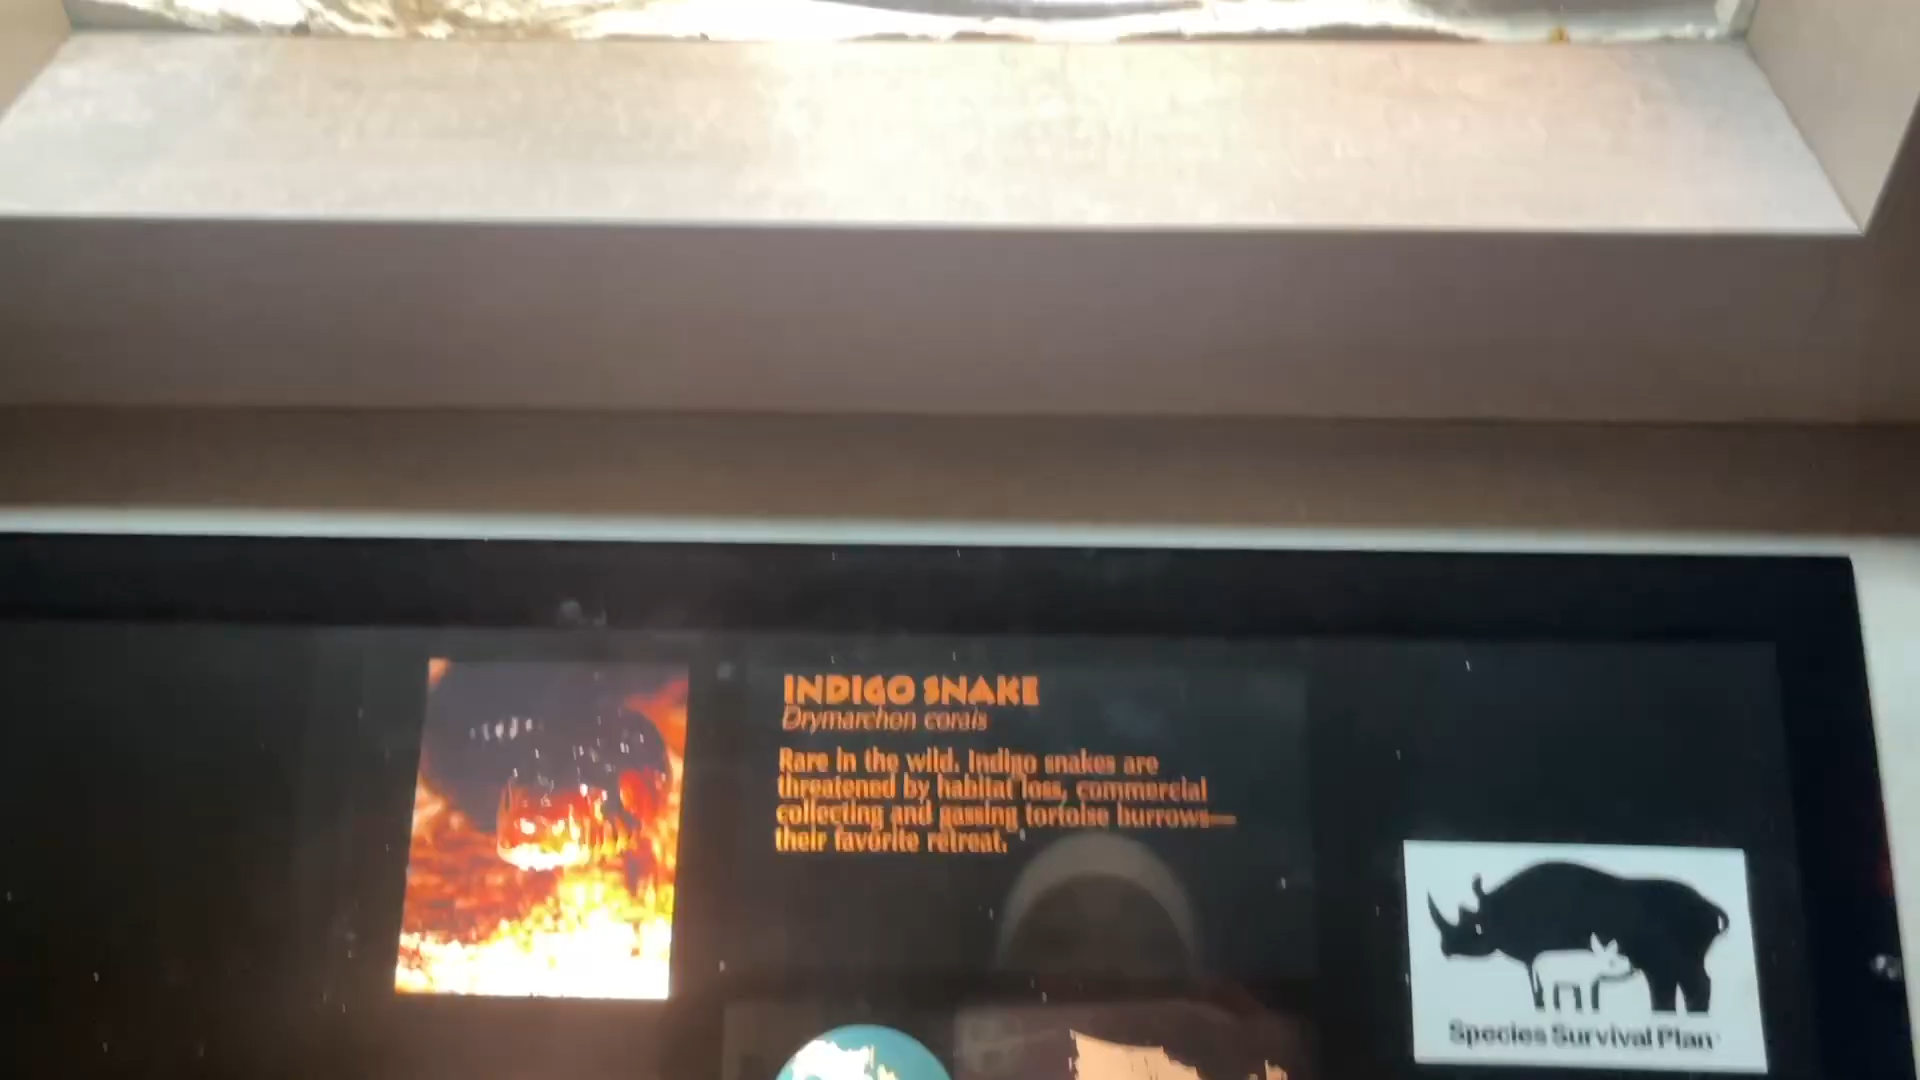 INDIGO SNAKE
Drymarchon corais
Rare in the wild. Indigo snakes are
threatened by habitat loss, commercial
collecting and gassing tortoise burrows—
their favorite retreat.
Species Survival Plan